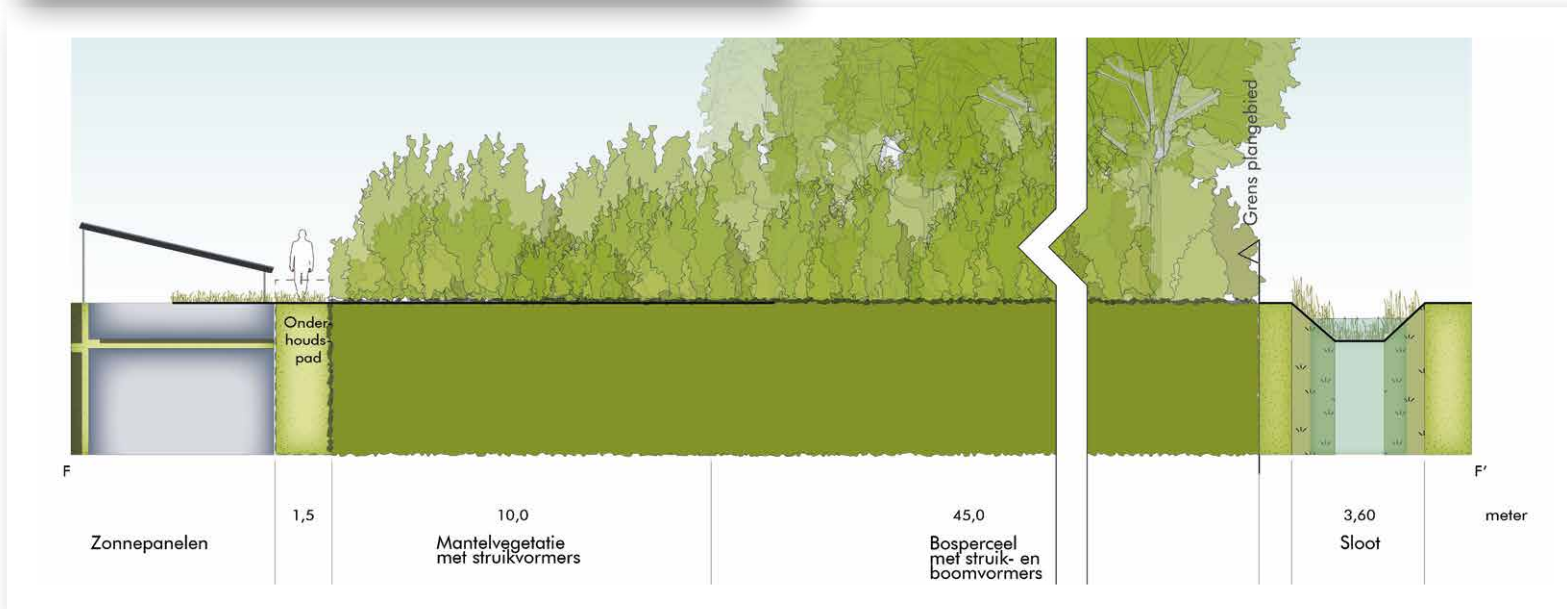 Grens plangebied
Onder-
houds-
pad
F
F'
1,5
10,0
45,0
3,60
meter
Zonnepanelen
Mantelvegetatie
met struikvormers
Bosperceel
met struik- en
boomvormers
Sloot